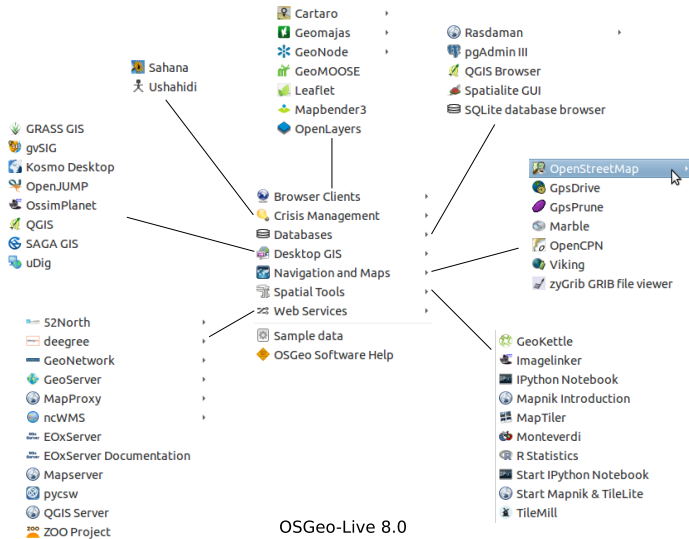 Cartaro
Geomajas
GeoNode
GeoMOOSE
Leaflet
Mapbender3
OpenLayers
Rasdaman
pgAdmin III
QGIS Browser
Spatialite GUI
SQLite database browser
Sahana
Ushahidi
GRASS GIS
gvSIG
Kosmo Desktop
OpenJUMP
OssimPlanet
QGIS
SAGA GIS
uDig
OpenStreetMap
GpsDrive
GpsPrune
Marble
OpenCPN
Viking
zyGrib GRIB file viewer
Browser Clients
Crisis Management
Databases
Desktop GIS
Navigation and Maps
Spatial Tools
Web Services
Sample data
OSGeo Software Help
52North
deegree
GeoNetwork
GeoServer
MapProxy
ncWMS
EOxServer
EOxServer Documentation
Mapserver
pycsw
QGIS Server
ZOO Project
GeoKettle
Imagelinker
IPython Notebook
Mapnik Introduction
MapTiler
Monteverdi
R Statistics
Start IPython Notebook
Start Mapnik & TileLite
TileMill
OSGeo-Live 8.0